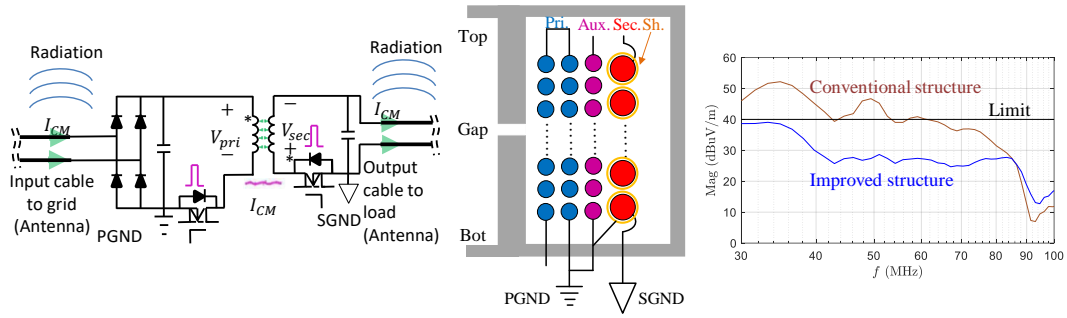 Radiation
Radiation
I_CM
I_CM
+
−
*
V_pri
V_sec
−
+
*
Input cable
to grid
(Antenna)
PGND
I_CM
SGND
Output
cable to
load
(Antenna)
Top
Pri.
Aux.
Sec.
Sh.
Gap
Bot
PGND
SGND
60
50
40
30
20
10
0
Mag (dBuV/m)
Conventional structure
Limit
Improved structure
30
40
50
60
70
80
90
100
f (MHz)